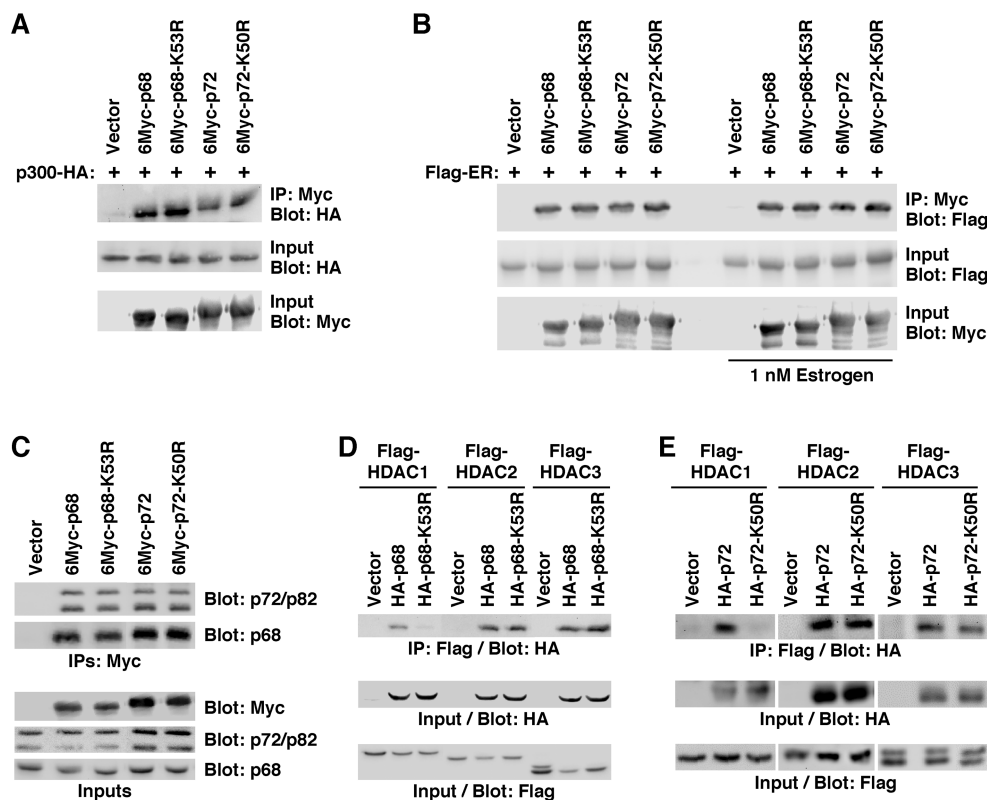 A
Vector
6Myc-p68
6Myc-p68-K53R
6Myc-p72
6Myc-p72-K50R
p300-HA: + + + + +
IP: Myc
Blot: HA
Input
Blot: HA
Input
Blot: Myc
B
Vector
6Myc-p68
6Myc-p68-K53R
6Myc-p72
6Myc-p72-K50R
Vector
6Myc-p68
6Myc-p68-K53R
6Myc-p72
6Myc-p72-K50R
Flag-ER: + + + + + + + + + +
IP: Myc
Blot: Flag
Input
Blot: Flag
Input
Blot: Myc
1 nM Estrogen
C
Vector
6Myc-p68
6Myc-p68-K53R
6Myc-p72
6Myc-p72-K50R
Blot: p72/p82
Blot: p68
IPs: Myc
Blot: Myc
Blot: p72/p82
Blot: p68
Inputs
D
Flag-
HDAC1
Flag-
HDAC2
Flag-
HDAC3
Vector
HA-p68
HA-p68-K53R
Vector
HA-p68
HA-p68-K53R
Vector
HA-p68
HA-p68-K53R
IP: Flag / Blot: HA
Input / Blot: HA
Input / Blot: Flag
E
Flag-
HDAC1
Flag-
HDAC2
Flag-
HDAC3
Vector
HA-p72
HA-p72-K50R
Vector
HA-p72
HA-p72-K50R
Vector
HA-p72
HA-p72-K50R
IP: Flag / Blot: HA
Input / Blot: HA
Input / Blot: Flag